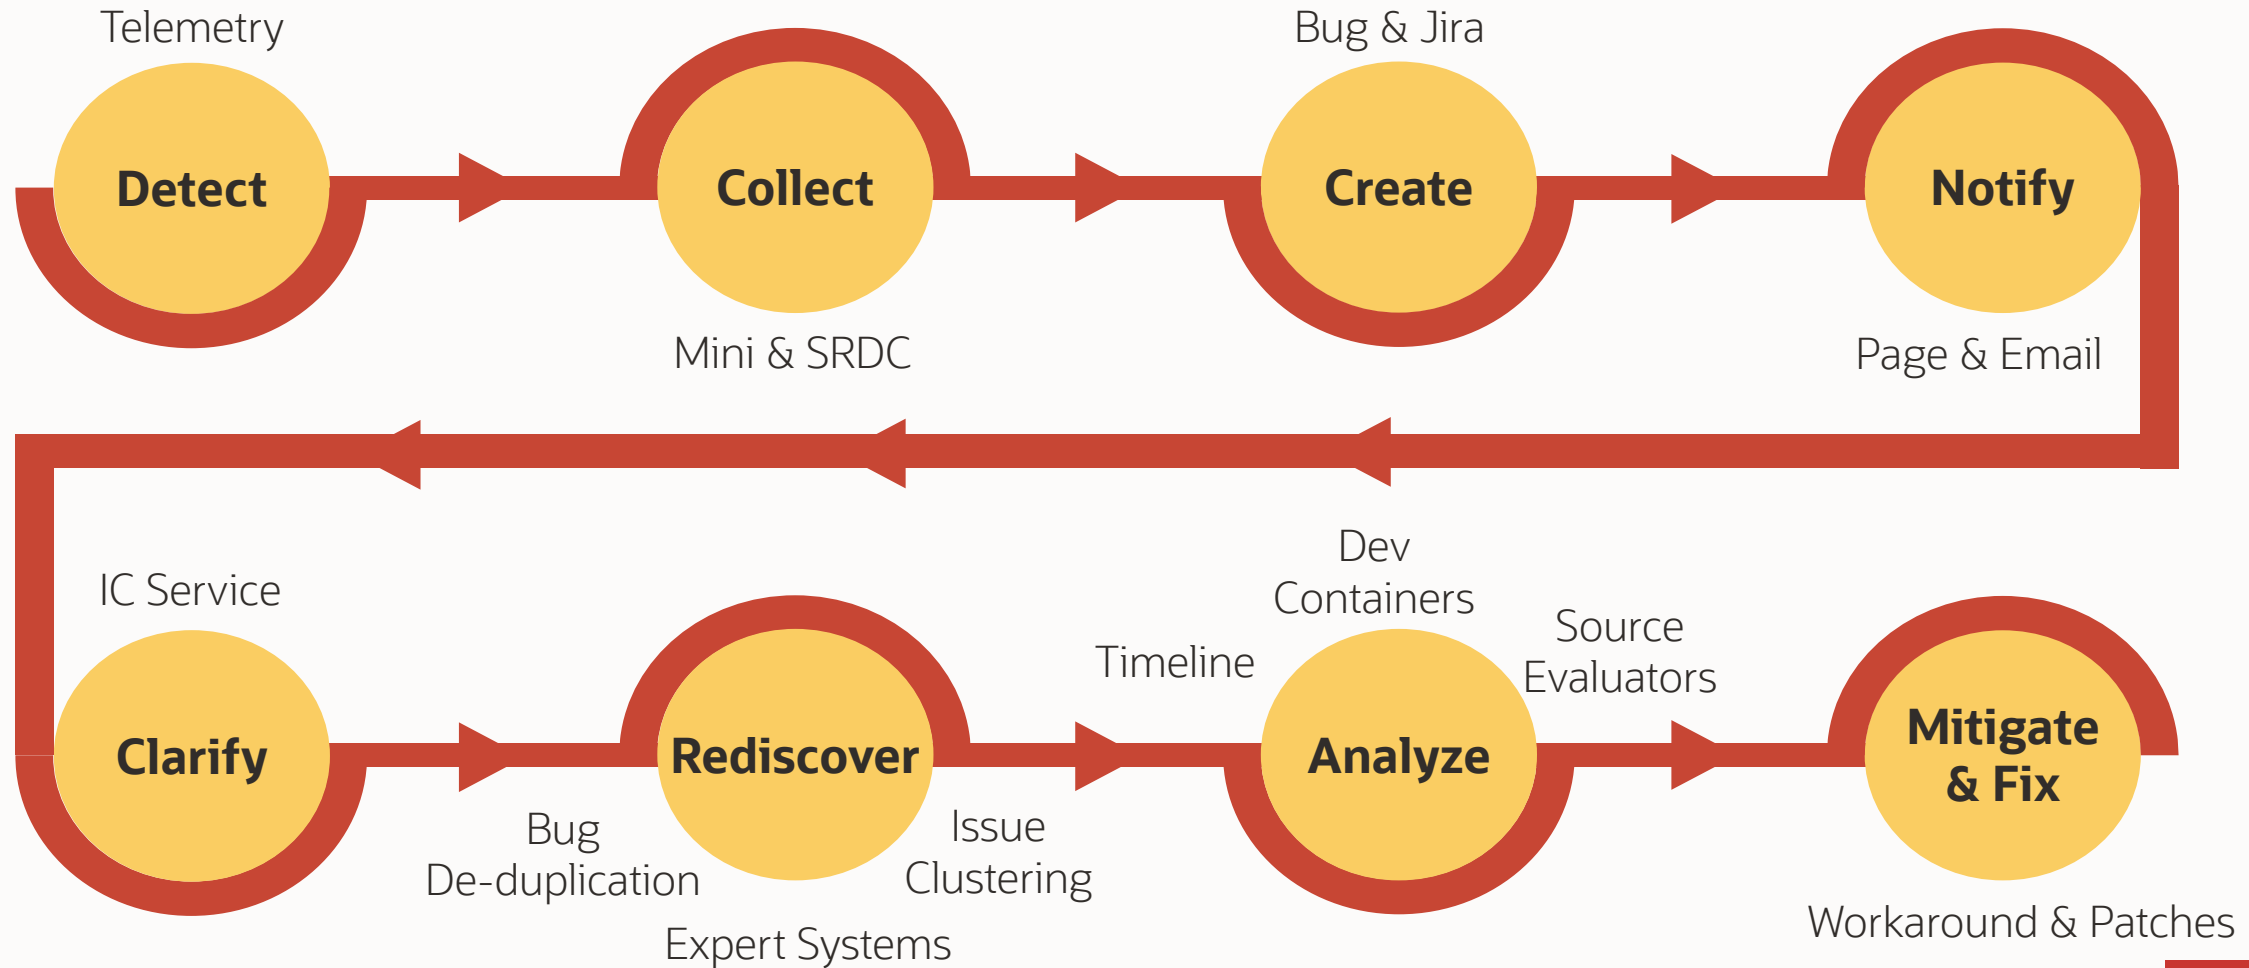 Telemetry
Detect
Collect
Mini & SRDC
Bug & Jira
Create
Notify
Page & Email
IC Service
Clarify
Bug
De-duplication
Rediscover
Expert Systems
Issue
Clustering
Timeline
Dev
Containers
Analyze
Source
Evaluators
Mitigate
& Fix
Workaround & Patches